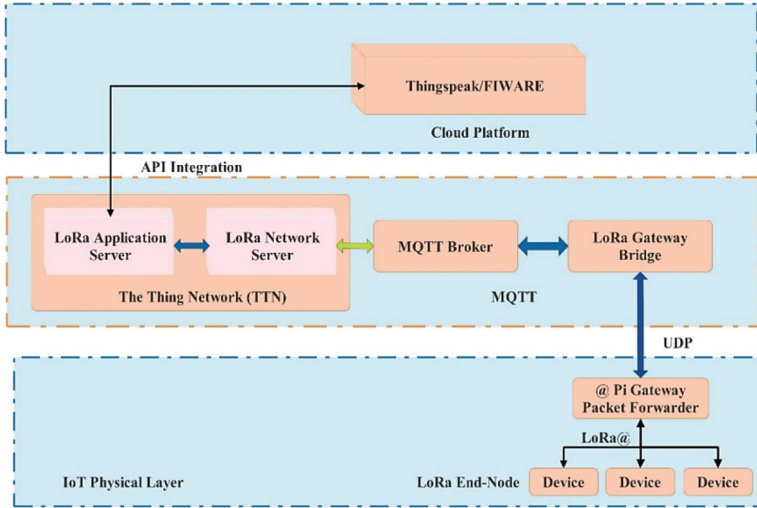 Thingspeak/FIWARE
Cloud Platform
API Integration
LoRa Application
Server
LoRa Network
Server
MQTT Broker
LoRa Gateway
Bridge
The Thing Network (TTN)
MQTT
UDP
@ Pi Gateway
Packet Forwarder
LoRa@
IoT Physical Layer
LoRa End-Node
Device
Device
Device